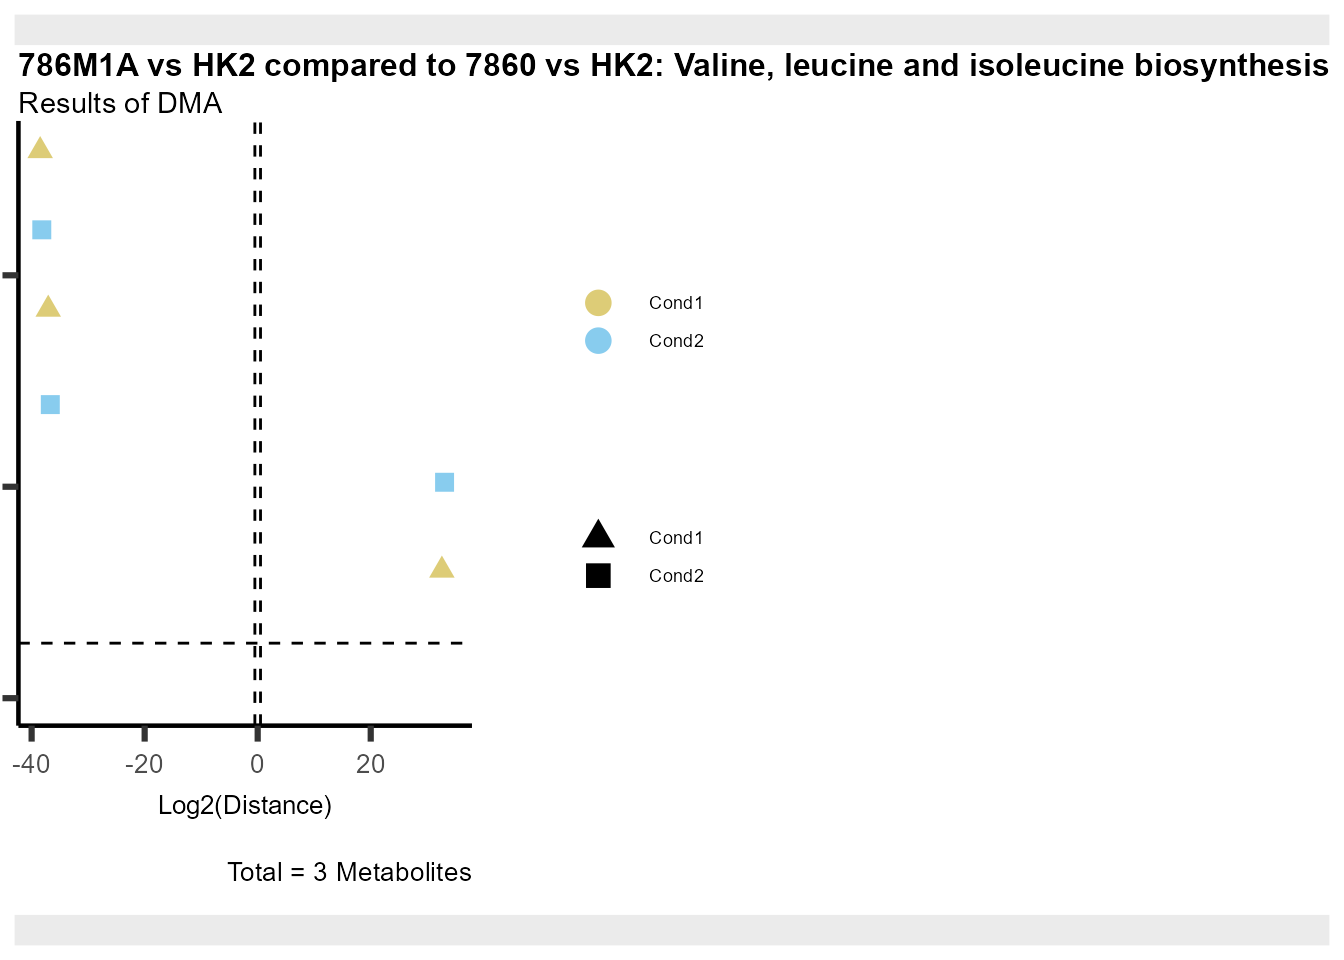 786M1A vs HK2 compared to 7860 vs HK2: Valine, leucine and isoleucine biosynthesis
Results of DMA
Cond1
Cond2
Cond1
Cond2
-40 -20 0 20
Log2(Distance)
Total = 3 Metabolites